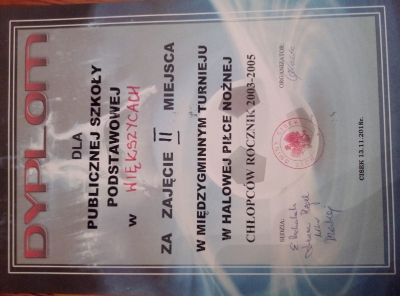 DYPLOM
DLA
PUBLICZNEJ SZKOŁY
PODSTAWOWEJ
W WIĘKSZYCACH
ZA ZAJĘCIE II MIEJSCA
W MIĘDZYGMINNYM TURNIEJU
W HALOWEJ PIŁCE NOŻNEJ
CHŁOPCÓW ROCZNIK 2003-2005
SĘDZIA:
ORGANIZATOR:
CISEK 13.11.2018r.